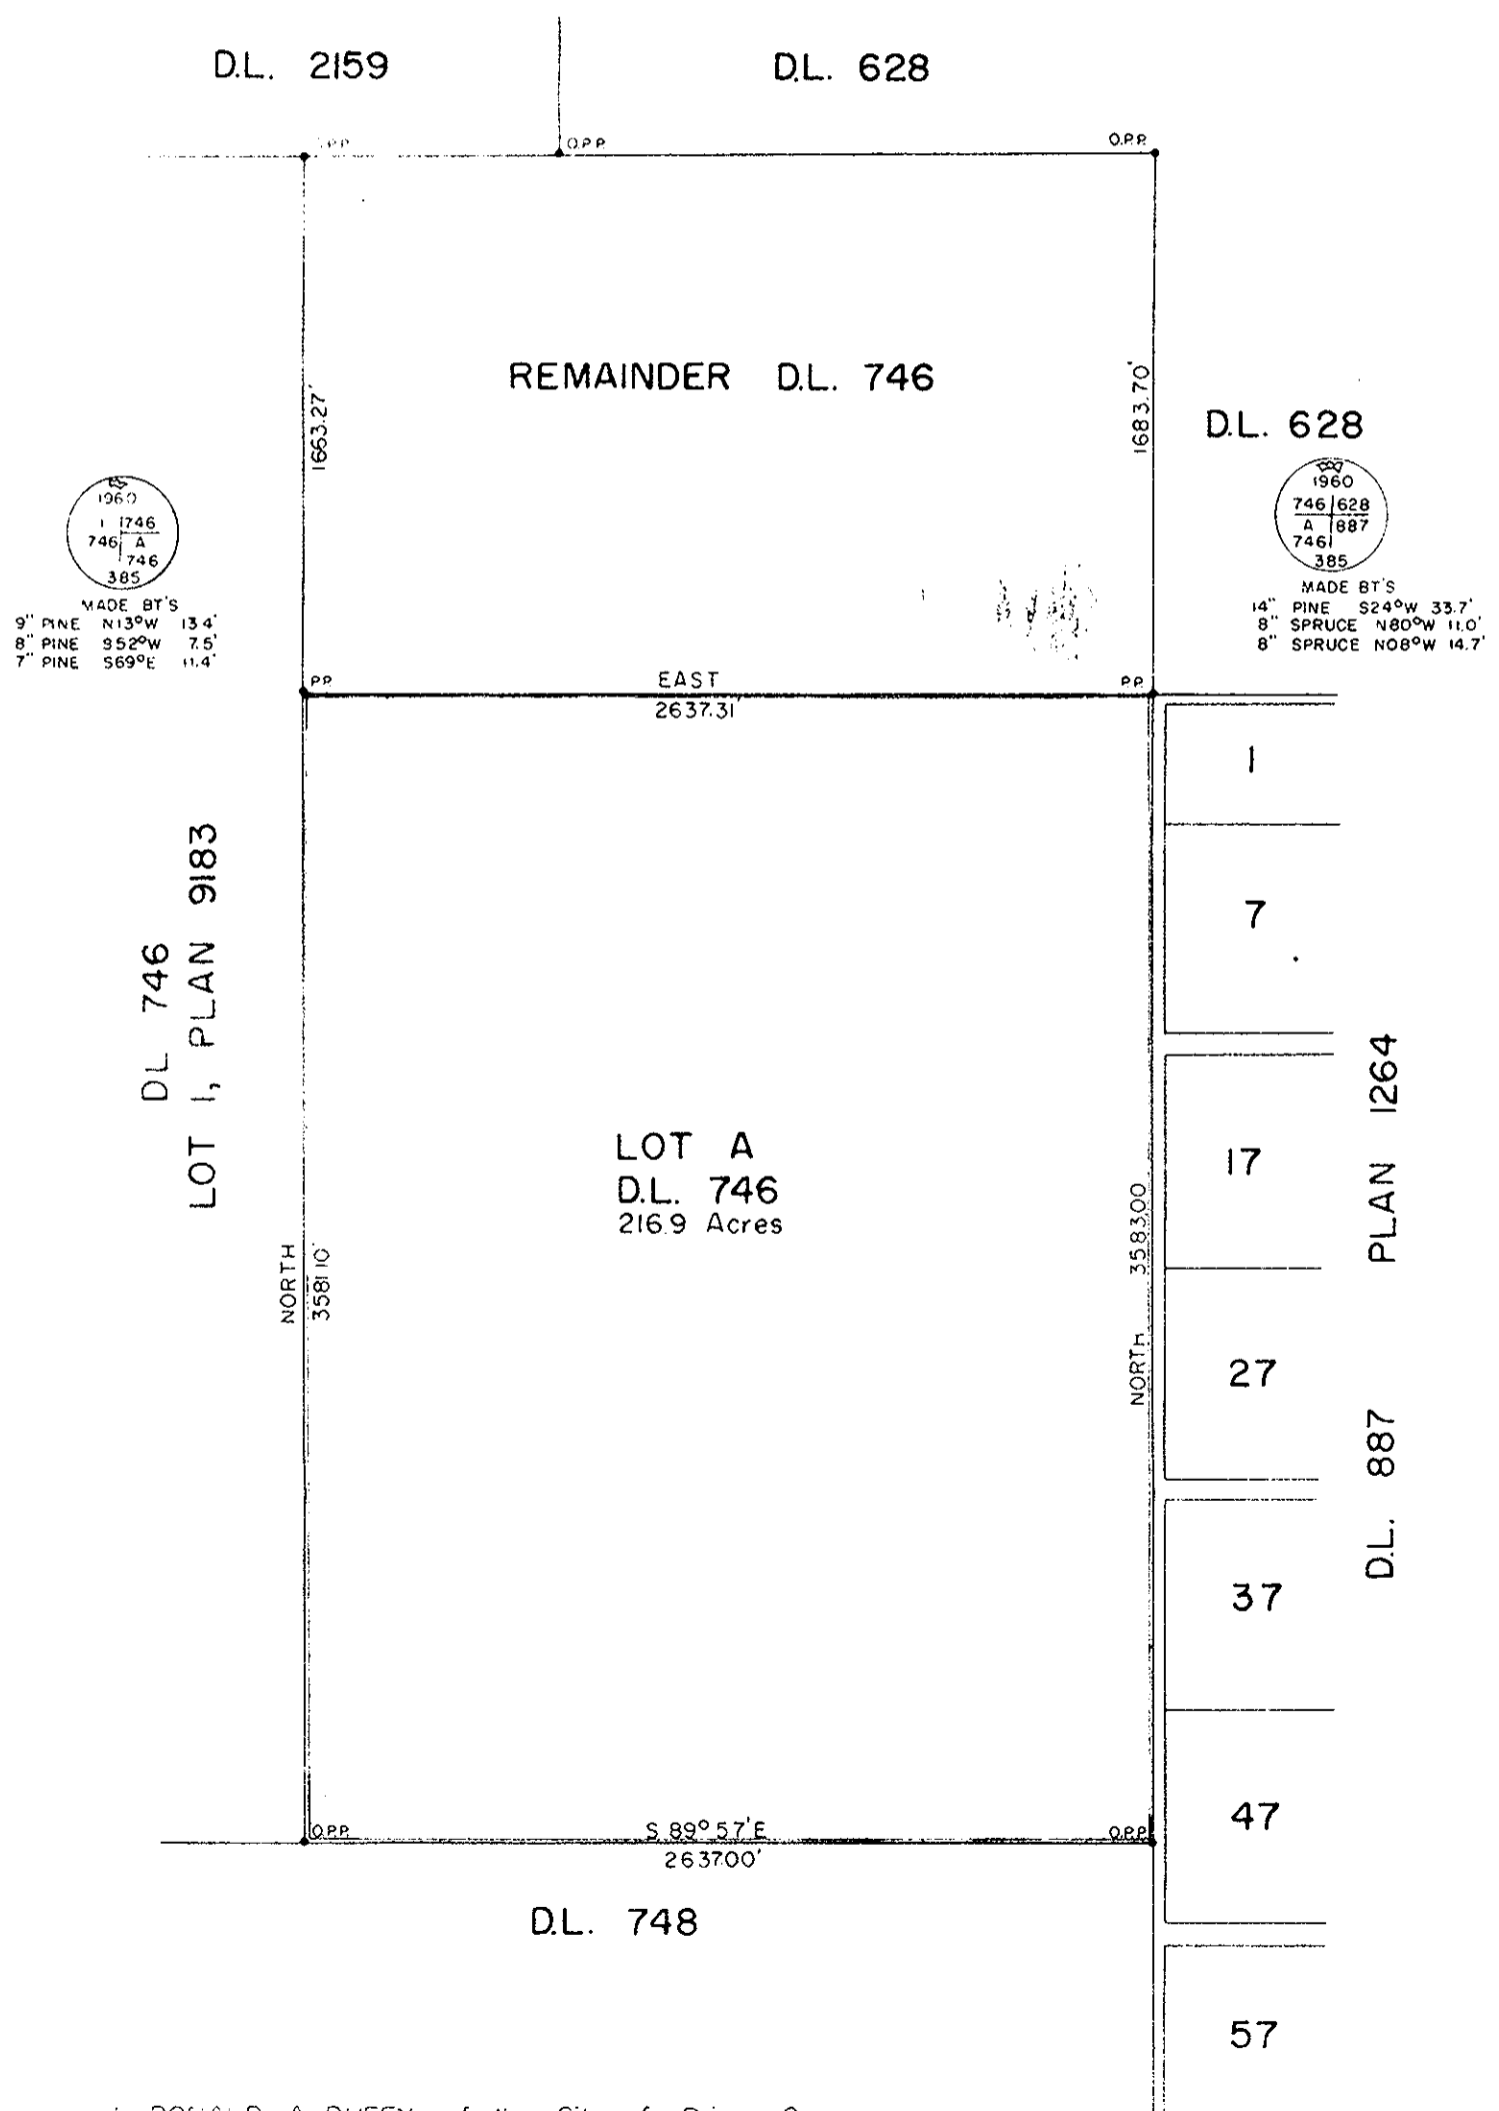 D.L. 2159
D.L. 628
O.P.P.
O.P.P.
REMAINDER D.L. 746
1663.27'
1683.70'
D.L. 628
1960
1 746
746 A
746
385
MADE BT'S
9" PINE N13°W 13.4'
8" PINE S52°W 7.5'
7" PINE S69°E 11.4'
1960
746 628
A 887
746
385
MADE BT'S
14" PINE S24°W 33.7'
8" SPRUCE N80°W 11.0'
8" SPRUCE N08°W 14.7'
P.P.
EAST
P.P.
2637.31'
1
7
DL 746
LOT 1, PLAN 9183
LOT A
D.L. 746
216.9 Acres
17
PLAN 1264
NORTH
3581.10'
NORTH 3583.00
27
D.L. 887
37
47
O.P.P.
S 89° 57' E
O.P.P.
2637.00'
D.L. 748
57